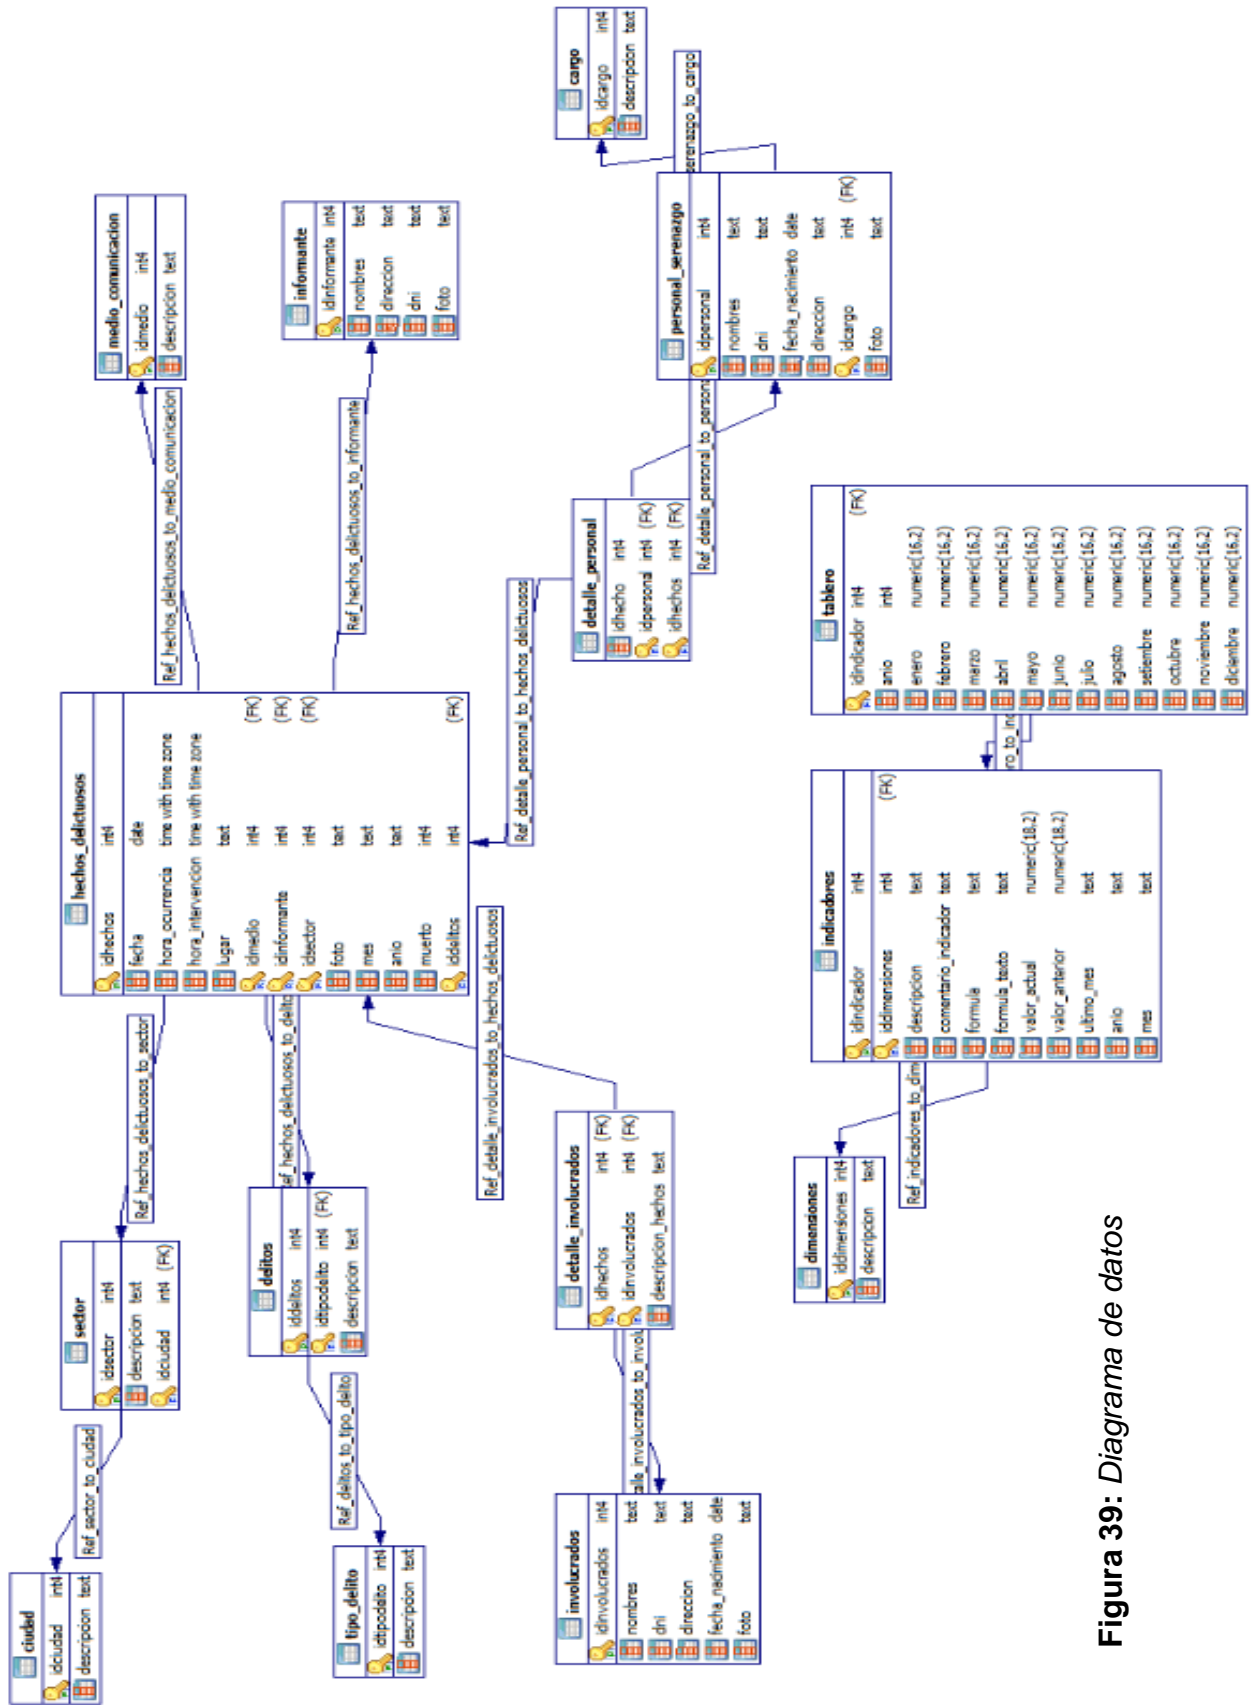 ciudad
idciudad int4
descripcion text
Ref_sector_to_ciudad
sector
idsector int4
descripcion text
idciudad int4 (FK)
Ref_hechos_delictuosos_to_sector
hechos_delictuosos
idhechos int4
fecha date
hora_ocurrencia time with time zone
hora_intervencion time with time zone
lugar text
idmedio int4 (FK)
idinformante int4 (FK)
idsector int4 (FK)
foto text
mes text
anio text
muerto int4
iddelitos int4 (FK)
Ref_hechos_delictuosos_to_medio_comunicacion
medio_comunicacion
idmedio int4
descripcion text
tipo_delito
idtipodelito int4
descripcion text
Ref_delitos_to_tipo_delito
delitos
iddelitos int4
idtipodelito int4 (FK)
descripcion text
ef_hechos_delictuosos_to_delito
Ref_hechos_delictuosos_to_informante
informante
idinformante int4
nombres text
direccion text
dni text
foto text
involucrados
idinvolucrados int4
nombres text
dni text
direccion text
fecha_nacimiento date
foto text
alle_involucrados_to_involu
detalle_involucrados
idhechos int4 (FK)
idinvolucrados int4 (FK)
descripcion_hechos text
Ref_detalle_involucrados_to_hechos_delictuosos
Ref_detalle_personal_to_hechos_delictuosos
detalle_personal
idhecho int4
idpersonal int4 (FK)
idhechos int4 (FK)
Ref_detalle_personal_to_persona
personal_serenazgo
idpersonal int4
nombres text
dni text
fecha_nacimiento date
direccion text
idcargo int4 (FK)
foto text
serenazgo_to_cargo
cargo
idcargo int4
descripcion text
dimensiones
iddimensiones int4
descripcion text
Ref_indicadores_to_dim
indicadores
idindicador int4
iddimensiones int4 (FK)
descripcion text
comentario_indicador text
formula text
formula_texto text
valor_actual numeric(18,2)
valor_anterior numeric(18,2)
ultimo_mes text
anio text
mes text
ro_to_ind
tablero
idindicador int4 (FK)
anio int4
enero numeric(16,2)
febrero numeric(16,2)
marzo numeric(16,2)
abril numeric(16,2)
mayo numeric(16,2)
junio numeric(16,2)
julio numeric(16,2)
agosto numeric(16,2)
setiembre numeric(16,2)
octubre numeric(16,2)
noviembre numeric(16,2)
diciembre numeric(16,2)
Figura 39: Diagrama de datos